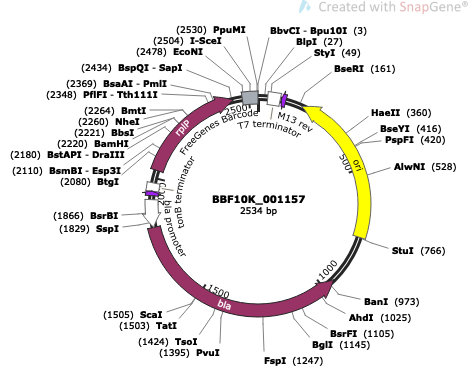 Created with SnapGene®
(2530) PpuMI
(2504) I-SceI
(2478) EcoNI
(2434) BspQI - SapI
(2369) BsaAI - PmlI
(2348) PflFI - Tth111I
(2264) BmtI
(2260) NheI
(2221) BbsI
(2220) BamHI
(2180) BstAPI - DraIII
(2110) BsmBI - Esp3I
(2080) BtgI
(1866) BsrBI
(1829) SspI
(1505) ScaI
(1503) TatI
(1424) TsoI
(1395) PvuI
FspI (1247)
BglI (1145)
BsrFI (1105)
AhdI (1025)
BanI (973)
StuI (766)
AlwNI (528)
PspFI (420)
BseYI (416)
HaeII (360)
BseRI (161)
StyI (49)
BlpI (27)
BbvCI - Bpu10I (3)
M13 rev
T7 terminator
FreeGenes Barcode
rplP
tonB terminator
bla promoter
bla
ori
500
1000
1500
2500
BBF10K_001157
2534 bp